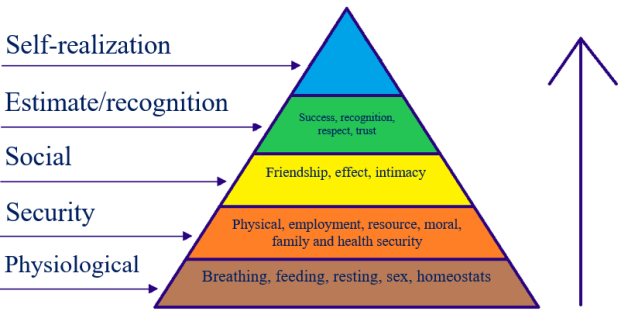 Self-realization
Estimate/recognition
Success, recognition,
respect, trust
Social
Friendship, effect, intimacy
Security
Physical, employment, resource, moral,
family and health security
Physiological
Breathing, feeding, resting, sex, homeostats